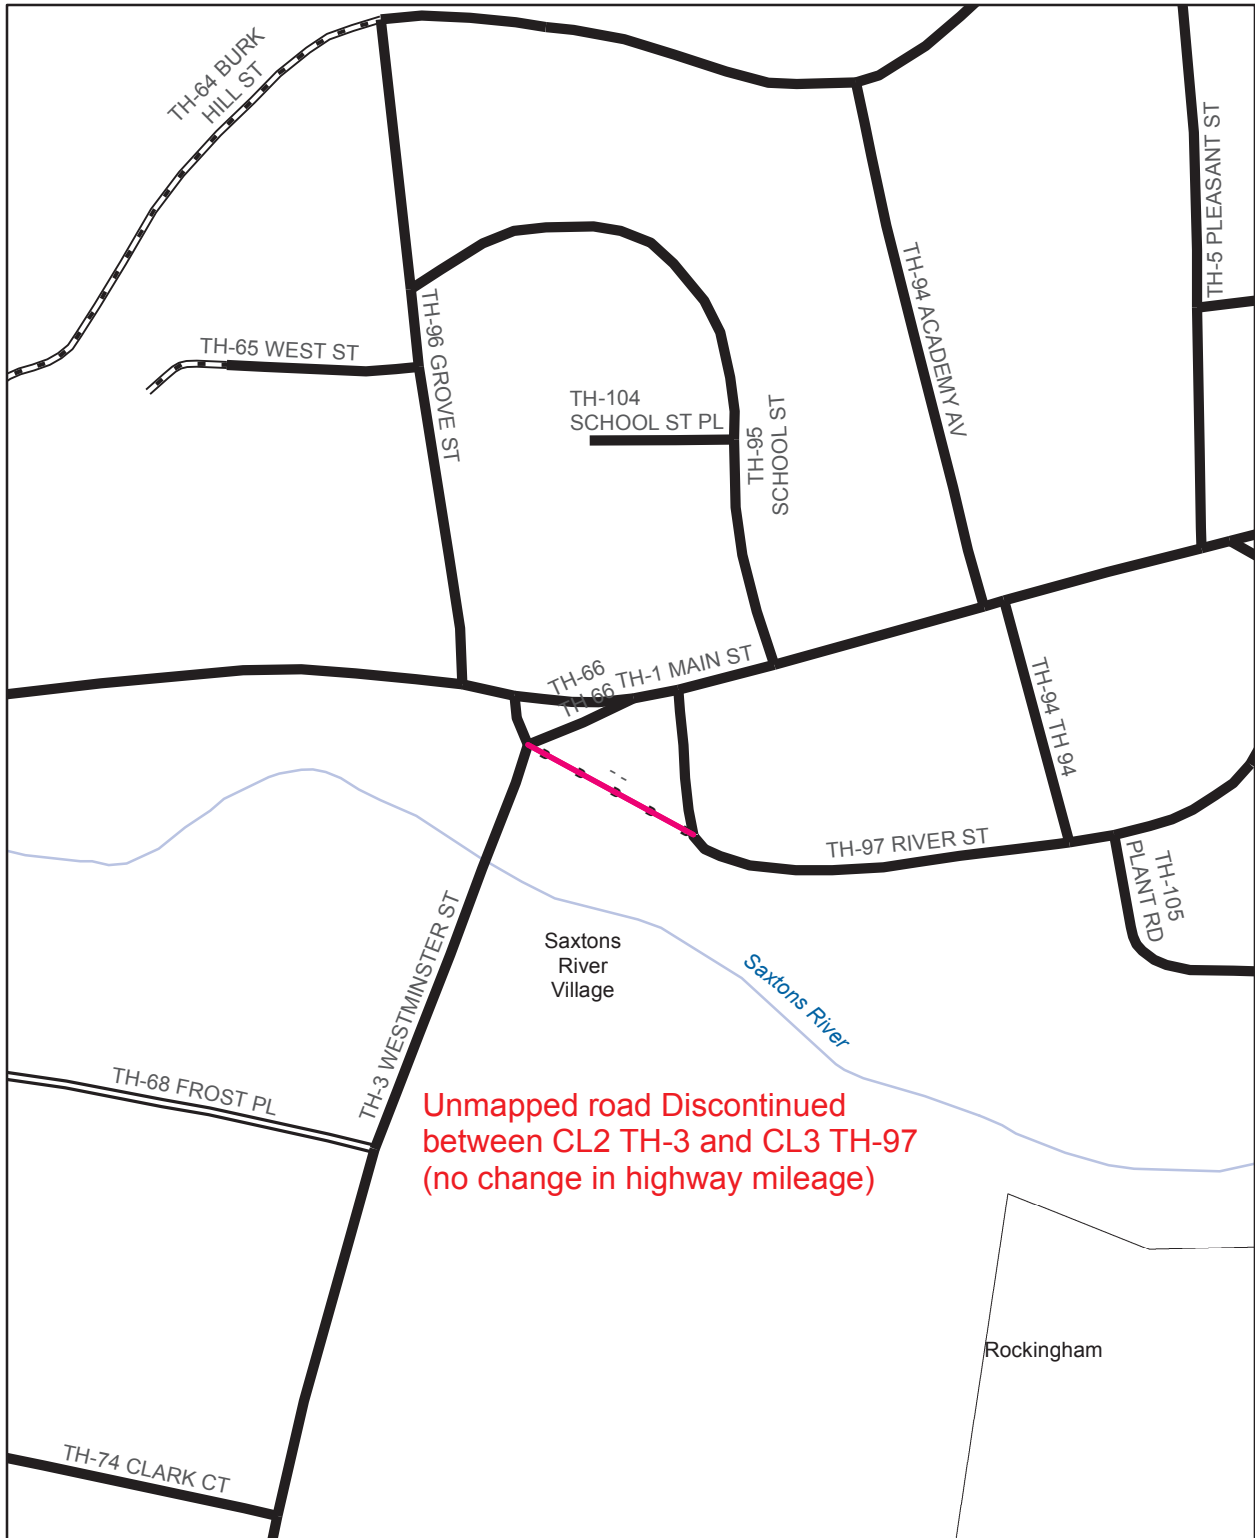 TH-64 BURK
HILL ST
TH-5 PLEASANT ST
TH-94 ACADEMY AV
TH-96 GROVE ST
TH-65 WEST ST
TH-104
SCHOOL ST PL
TH-95
SCHOOL ST
TH-66
TH-66
TH-1 MAIN ST
TH-94 TH 94
TH-97 RIVER ST
TH-105
PLANT RD
TH-3 WESTMINSTER ST
Saxtons
River
Village
Saxtons River
TH-68 FROST PL
Unmapped road Discontinued
between CL2 TH-3 and CL3 TH-97
(no change in highway mileage)
Rockingham
TH-74 CLARK CT